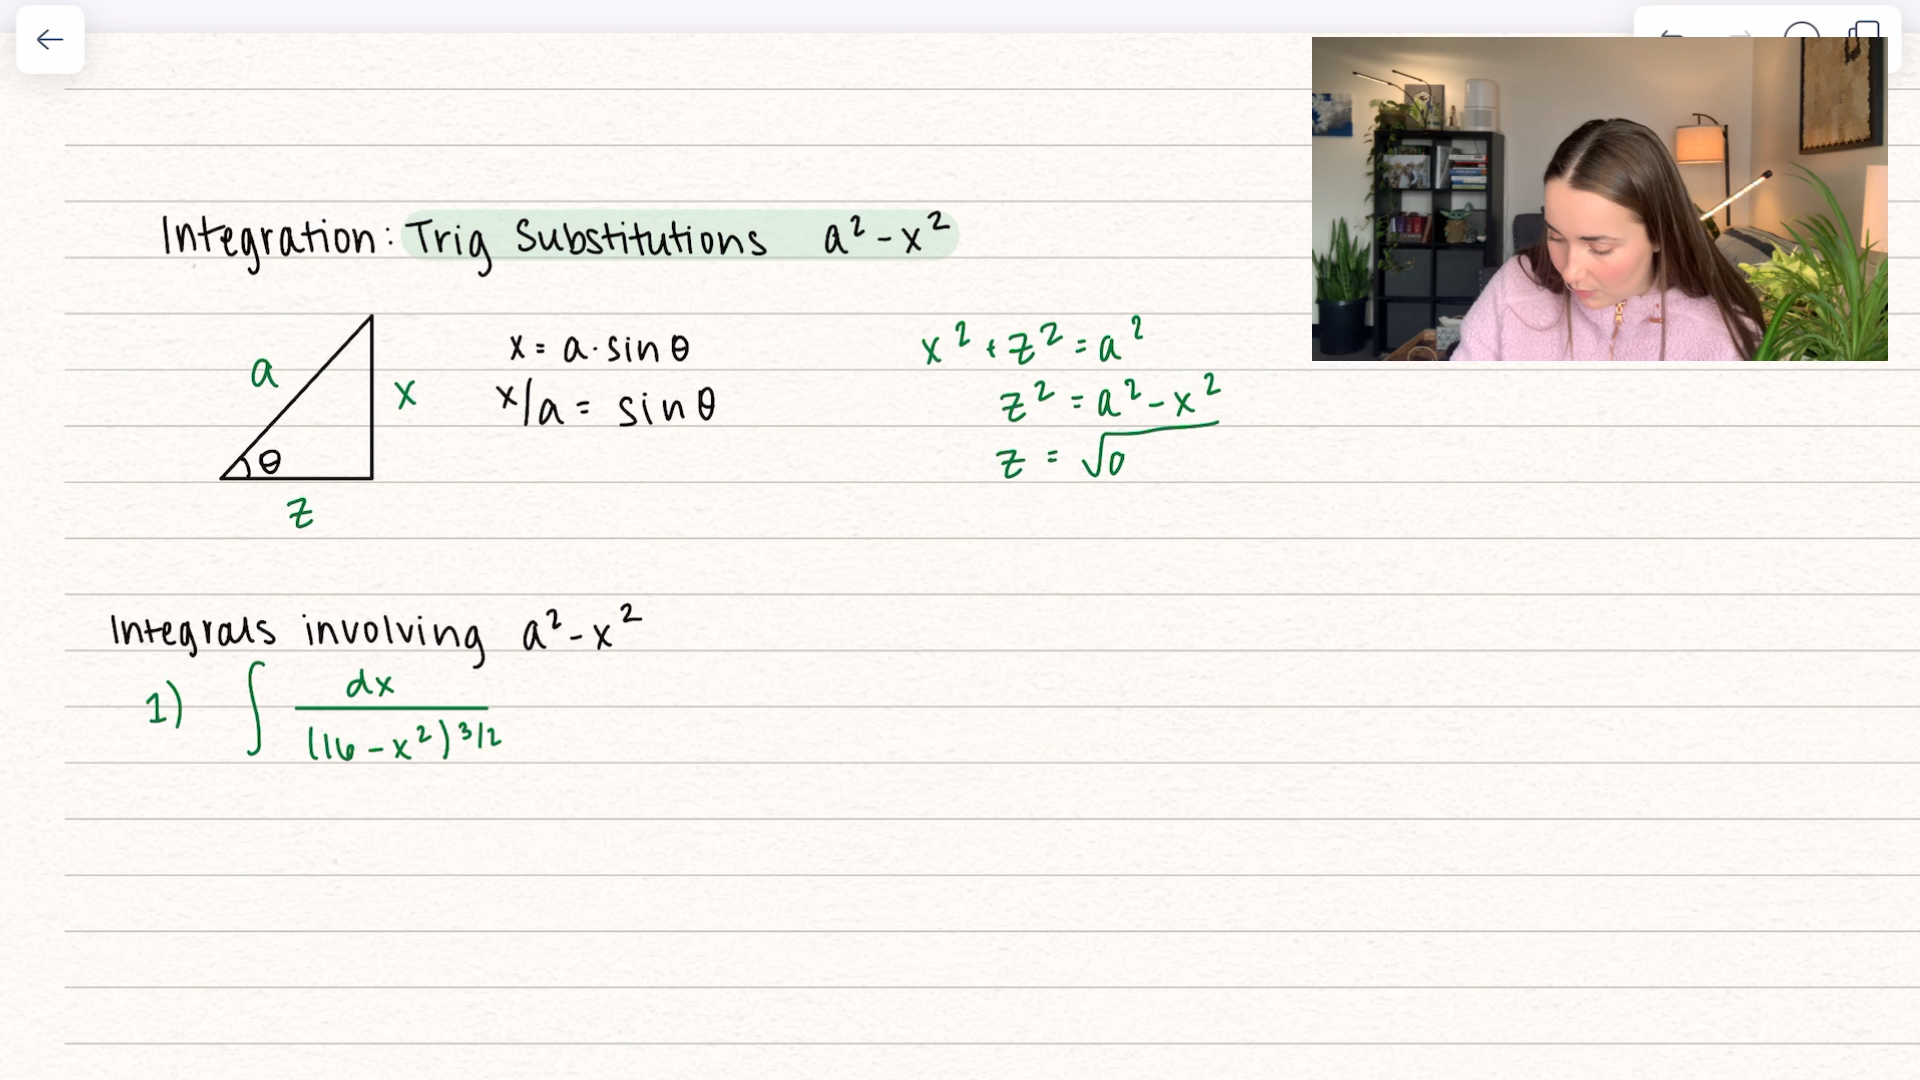 Integration: Trig Substitutions a² - x²
a
x
θ
z
x = a · sin θ
x/a = sin θ
x² + z² = a²
z² = a² - x²
z = √0
Integrals involving a² - x²
1) ∫ dx / (16 - x²)^3/2